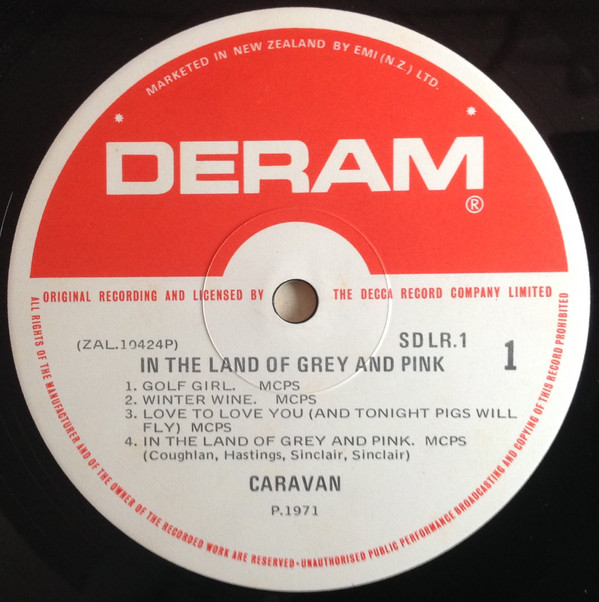 MARKETED IN NEW ZEALAND BY EMI (N.Z.) LTD.
DERAM®
ORIGINAL RECORDING AND LICENSED BY THE DECCA RECORD COMPANY LIMITED
(ZAL.10424P)
SDLR.1
1
IN THE LAND OF GREY AND PINK
1. GOLF GIRL. MCPS
2. WINTER WINE. MCPS
3. LOVE TO LOVE YOU (AND TONIGHT PIGS WILL
FLY) MCPS
4. IN THE LAND OF GREY AND PINK. MCPS
(Coughlan, Hastings, Sinclair, Sinclair)
CARAVAN
P.1971
ALL RIGHTS OF THE MANUFACTURER AND OF THE OWNER OF THE RECORDED WORK ARE RESERVED·UNAUTHORISED PUBLIC PERFORMANCE BROADCASTING AND COPYING OF THIS RECORD PROHIBITED